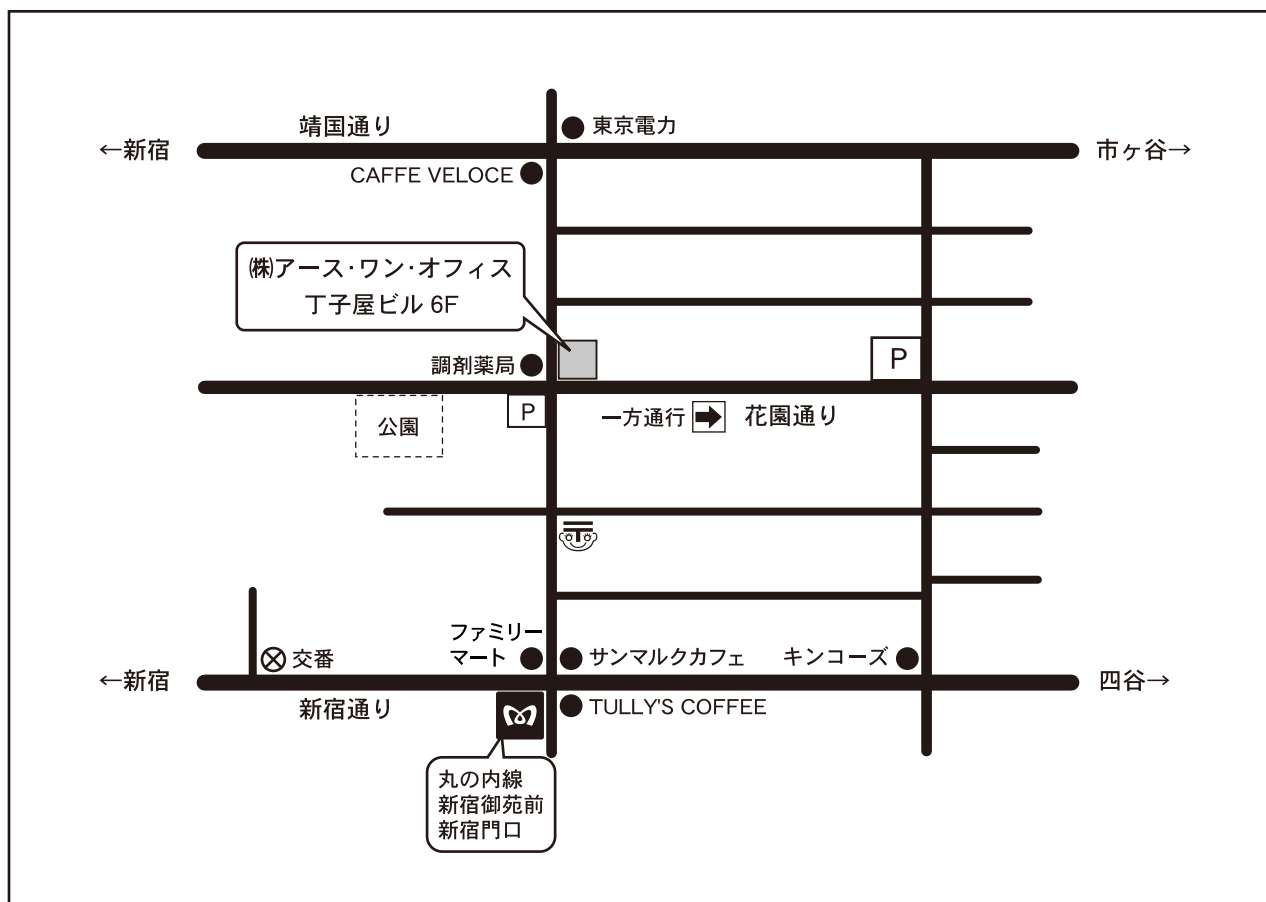 靖国通り
東京電力
←新宿
市ヶ谷→
CAFFE VELOCE
㈱アース・ワン・オフィス
丁子屋ビル 6F
調剤薬局
P
P
公園
一方通行
花園通り
ファミリー
マート
交番
サンマルクカフェ
キンコーズ
←新宿
四谷→
新宿通り
TULLY'S COFFEE
丸の内線
新宿御苑前
新宿門口